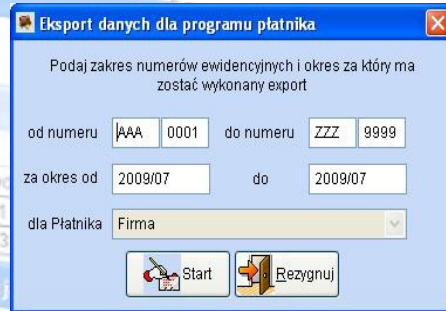 Eksport danych dla programu płatnika
Podaj zakres numerów ewidencyjnych i okres za który ma
zostać wykonany export
od numeru AAA 0001 do numeru ZZZ 9999
za okres od 2009/07 do 2009/07
dla Płatnika Firma
Start Rezygnuj